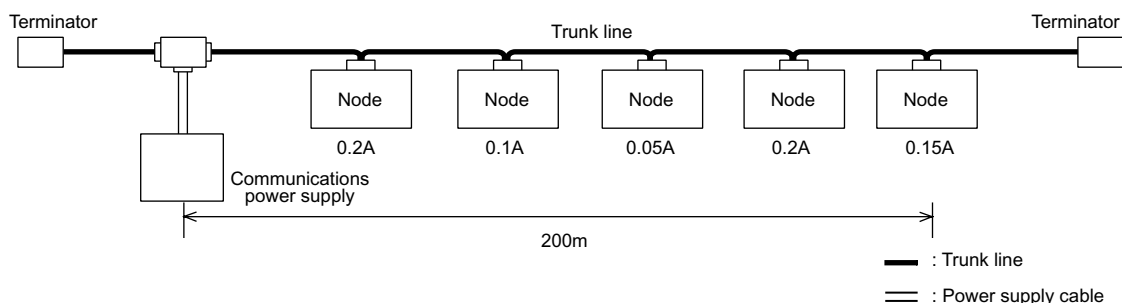 Terminator
Terminator
Trunk line
Node
Node
Node
Node
Node
0.2A
0.1A
0.05A
0.2A
0.15A
Communications
power supply
200m
: Trunk line
: Power supply cable